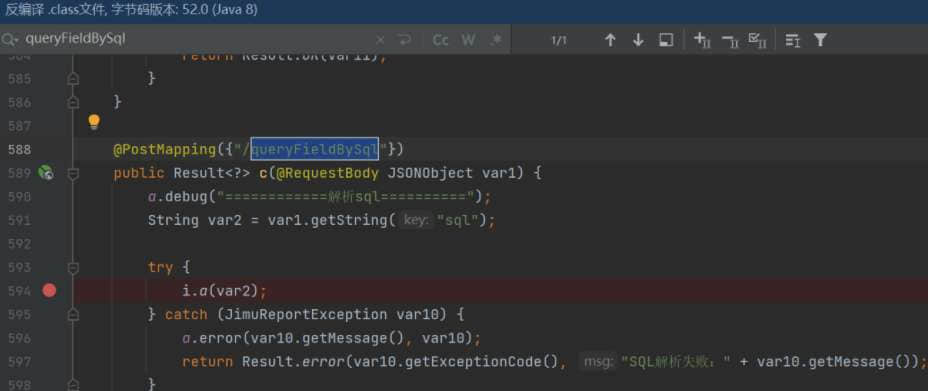 反编译 .class文件, 字节码版本: 52.0 (Java 8)
queryFieldBySql × Cc W .* 1/1
584 return Result.OK(var11);
585 }
586 }
587
588 @PostMapping({"/queryFieldBySql"})
589 public Result<?> c(@RequestBody JSONObject var1) {
590 a.debug("============解析sql==========");
591 String var2 = var1.getString( key: "sql");
592
593 try {
594 i.a(var2);
595 } catch (JimuReportException var10) {
596 a.error(var10.getMessage(), var10);
597 return Result.error(var10.getExceptionCode(), msg: "SQL解析失败: " + var10.getMessage());
598 }